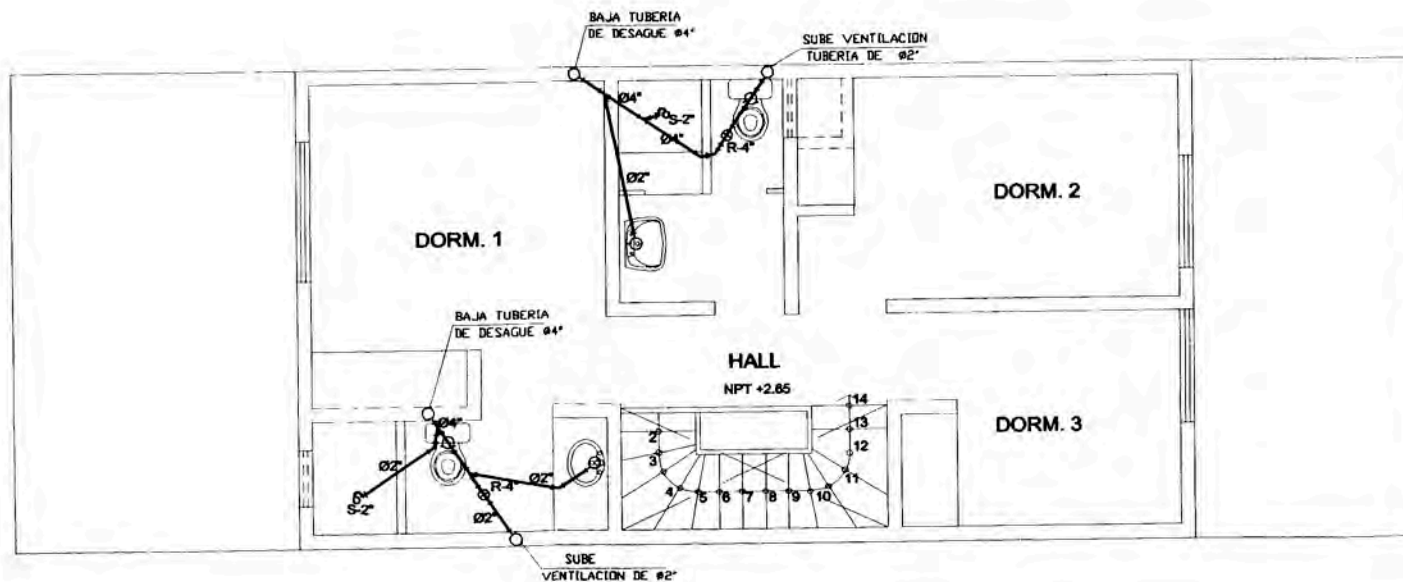 BAJA TUBERIA
DE DESAGUE Ø4"
SUBE VENTILACION
TUBERIA DE Ø2"
Ø4"
S-2"
Ø4"
R-4"
Ø2"
DORM. 1
DORM. 2
BAJA TUBERIA
DE DESAGUE Ø4"
HALL
NPT +2.65
DORM. 3
Ø4"
Ø2"
S-2"
R-4"
Ø2"
Ø2"
2
3
4
5
6
7
8
9
10
11
12
13
14
SUBE
VENTILACION DE Ø2"